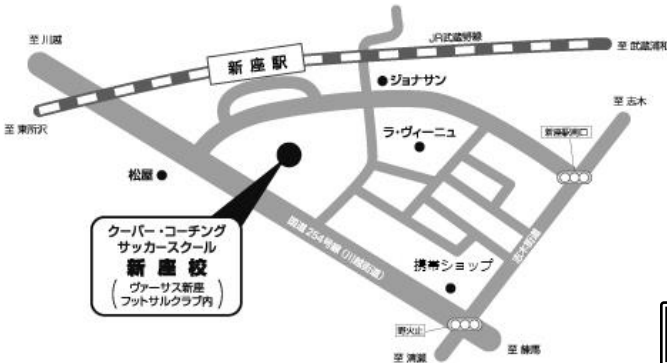 至 川越
JR武蔵野線
至 武蔵浦和
新座駅
ジョナサン
至 志木
至 東所沢
新座駅南口
ラ・ヴィーニュ
松屋
クーバー・コーチング
サッカースクール
新座校
ヴァーサス新座
フットサルクラブ内
国道254号線(川越街道)
志木街道
携帯ショップ
野火止
至 清瀬
至 練馬